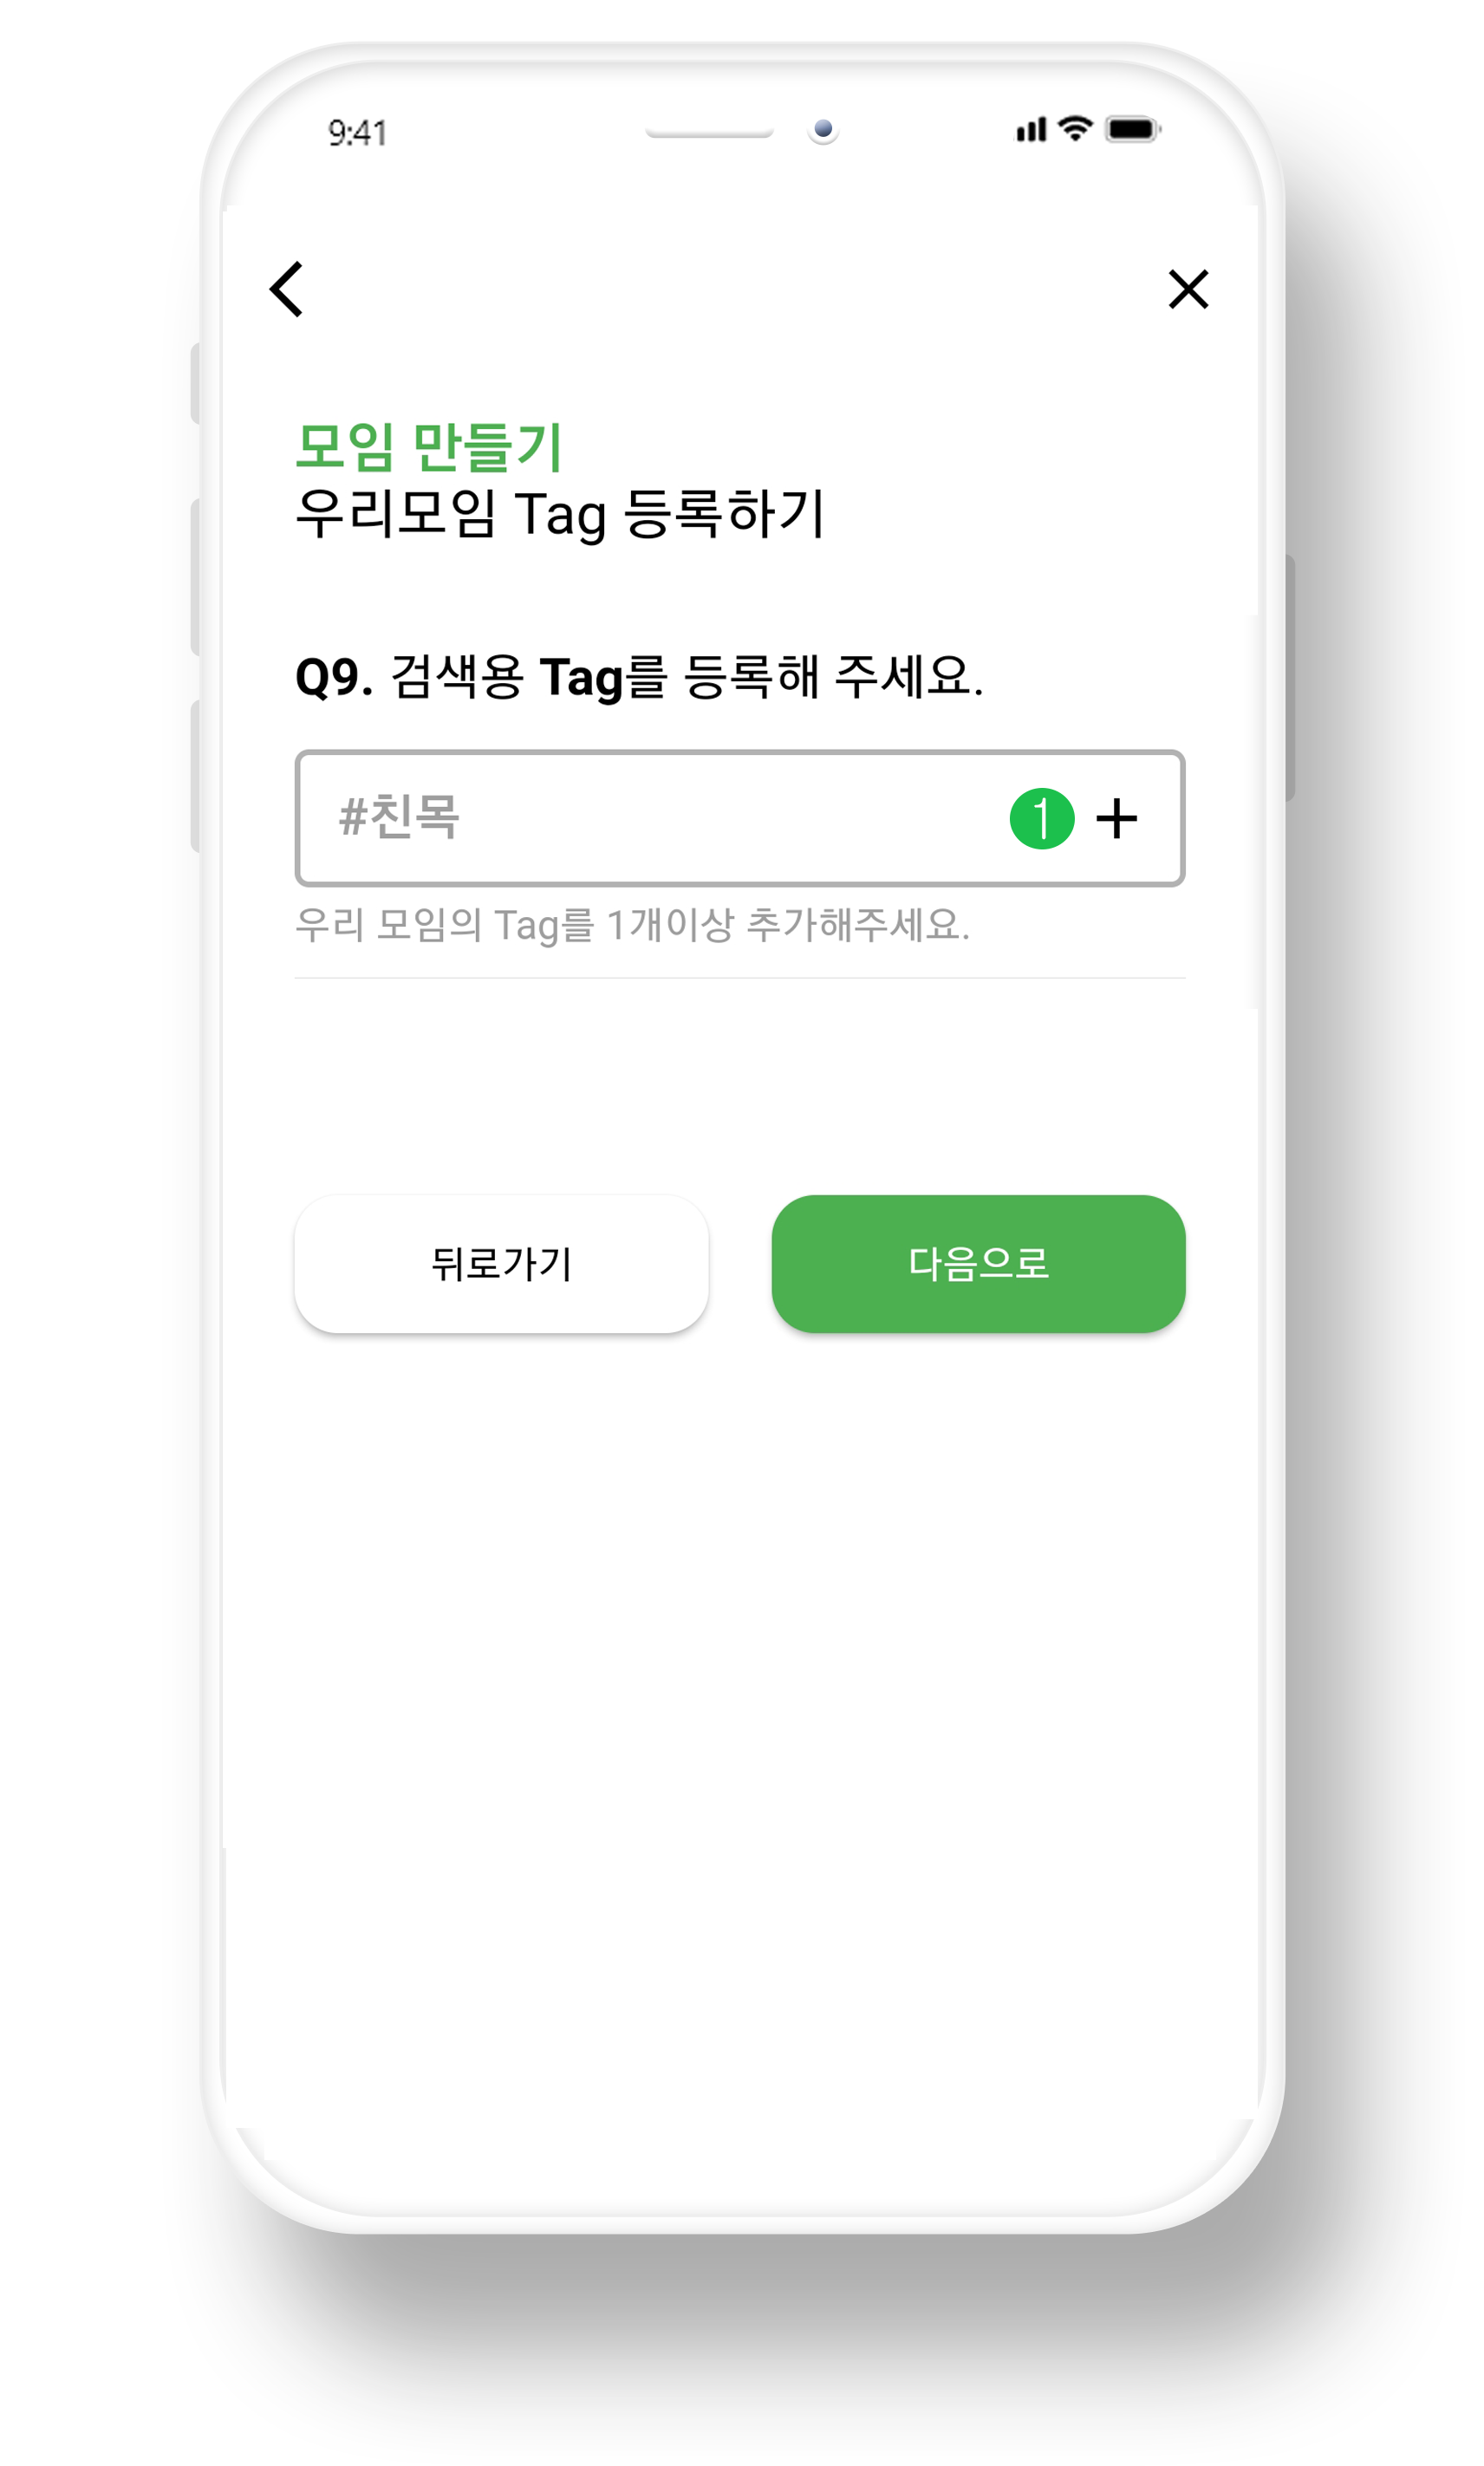 9:41
모임 만들기
우리모임 Tag 등록하기
Q9. 검색용 Tag를 등록해 주세요.
#친목 1 +
우리 모임의 Tag를 1개이상 추가해주세요.
뒤로가기 다음으로